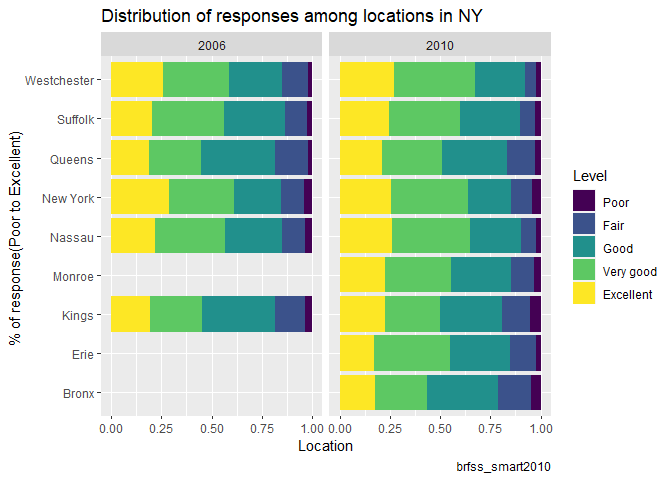 Distribution of responses among locations in NY
2006
2010
% of response(Poor to Excellent)
Westchester
Suffolk
Queens
New York
Nassau
Monroe
Kings
Erie
Bronx
0.00 0.25 0.50 0.75 1.00
0.00 0.25 0.50 0.75 1.00
Location
Level
Poor
Fair
Good
Very good
Excellent
brfss_smart2010